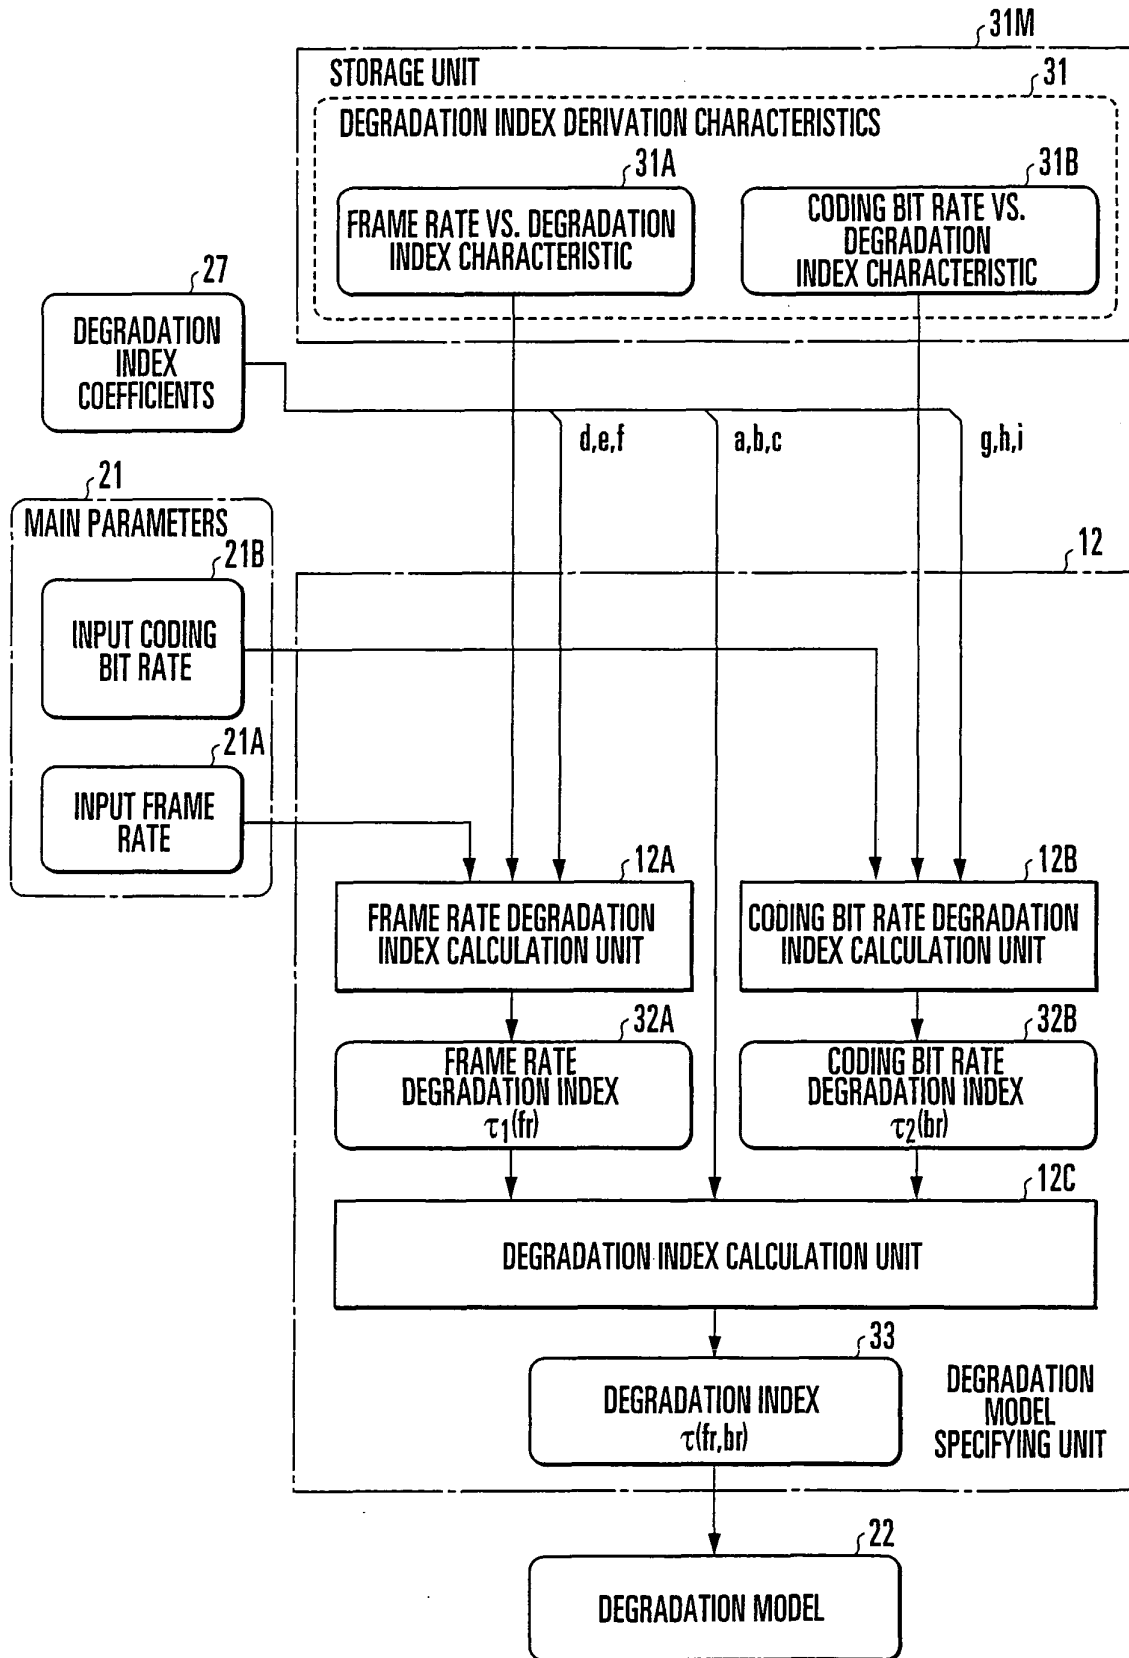 31M
STORAGE UNIT
31
DEGRADATION INDEX DERIVATION CHARACTERISTICS
31A
31B
FRAME RATE VS. DEGRADATION
INDEX CHARACTERISTIC
CODING BIT RATE VS.
DEGRADATION
INDEX CHARACTERISTIC
27
DEGRADATION
INDEX
COEFFICIENTS
d,e,f
a,b,c
g,h,i
21
MAIN PARAMETERS
21B
INPUT CODING
BIT RATE
21A
INPUT FRAME
RATE
12
12A
12B
FRAME RATE DEGRADATION
INDEX CALCULATION UNIT
CODING BIT RATE DEGRADATION
INDEX CALCULATION UNIT
32A
32B
FRAME RATE
DEGRADATION INDEX
τ1(fr)
CODING BIT RATE
DEGRADATION INDEX
τ2(br)
12C
DEGRADATION INDEX CALCULATION UNIT
33
DEGRADATION INDEX
τ(fr,br)
DEGRADATION
MODEL
SPECIFYING UNIT
22
DEGRADATION MODEL